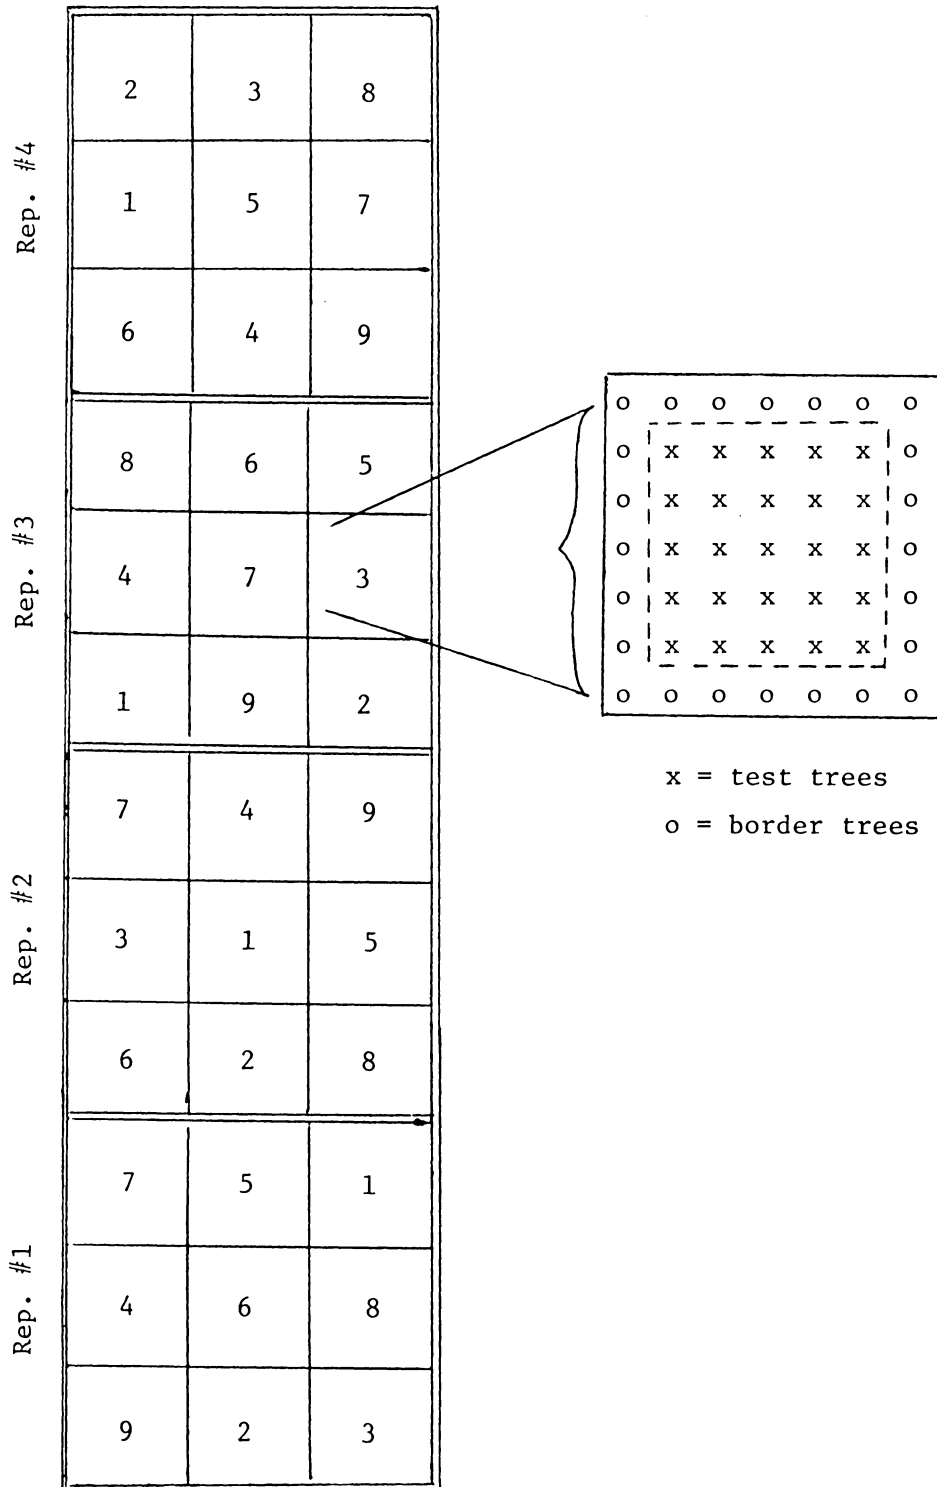 Rep. #4
2 3 8
1 5 7
6 4 9
Rep. #3
8 6 5
4 7 3
1 9 2
Rep. #2
7 4 9
3 1 5
6 2 8
Rep. #1
7 5 1
4 6 8
9 2 3
o o o o o o o
o x x x x x o
o x x x x x o
o x x x x x o
o x x x x x o
o x x x x x o
o o o o o o o
x = test trees
o = border trees